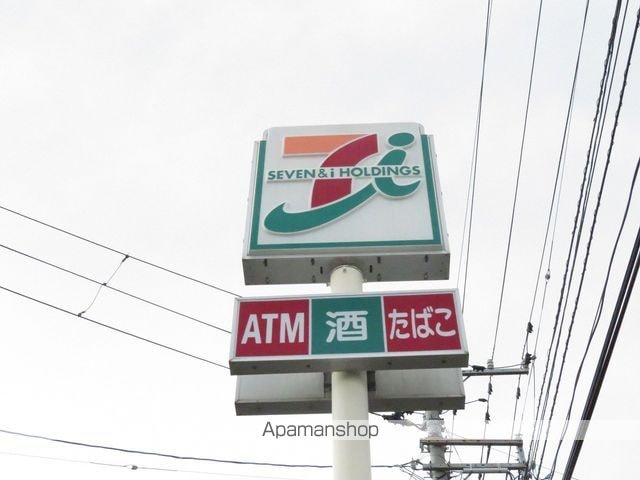 SEVEN & i HOLDINGS
ATM 酒 たばこ
Apamanshop